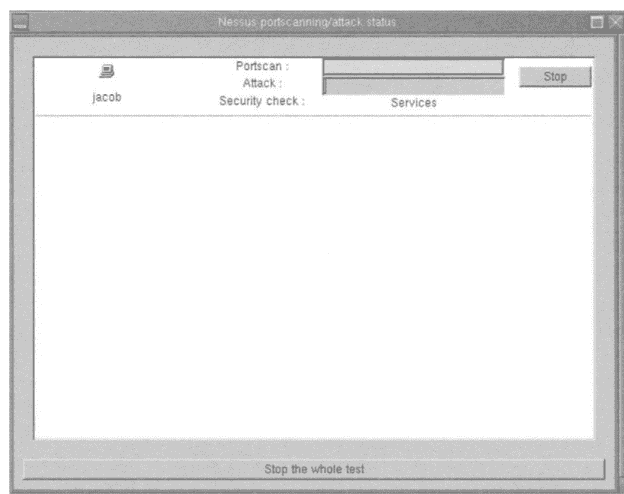 Nessus portscanning/attack status
Portscan :
Attack :
Stop
jacob
Security check :
Services
Stop the whole test